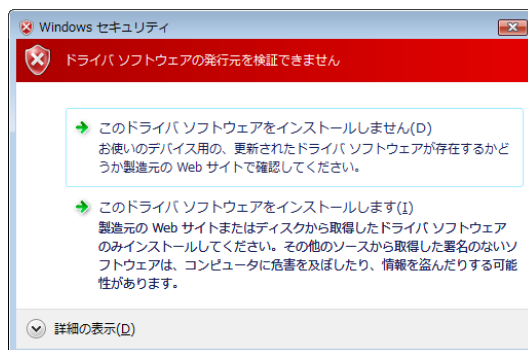 Windows セキュリティ
ドライバ ソフトウェアの発行元を検証できません
このドライバ ソフトウェアをインストールしません(D)
お使いのデバイス用の、更新されたドライバ ソフトウェアが存在するかど
うか製造元の Web サイトで確認してください。
このドライバ ソフトウェアをインストールします(I)
製造元の Web サイトまたはディスクから取得したドライバ ソフトウェア
のみインストールしてください。その他のソースから取得した署名のないソ
フトウェアは、コンピュータに危害を及ぼしたり、情報を盗んだりする可能
性があります。
詳細の表示(D)